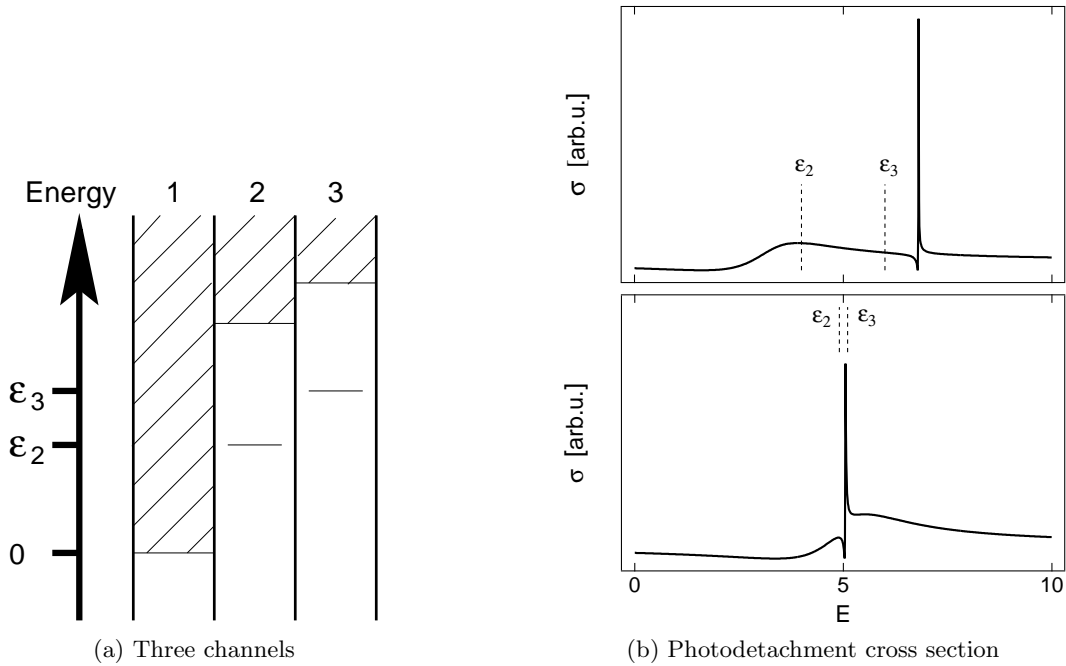 Energy 1 2 3
ε3
ε2
0
(a) Three channels
σ [arb.u.]
ε2 ε3
σ [arb.u.]
ε2 ε3
0 5 10
E
(b) Photodetachment cross section